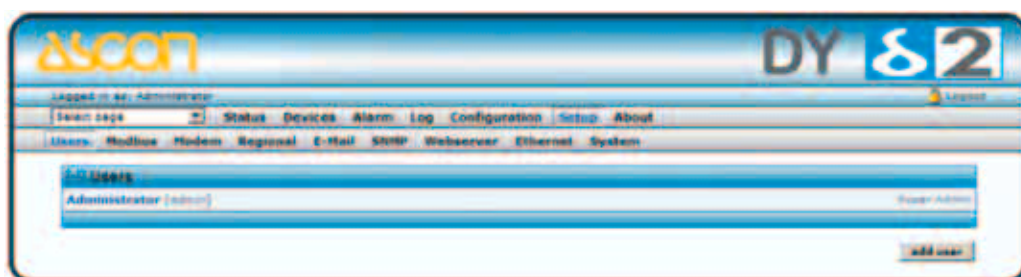 ascon
DY δ 2
Logged in as: Administrator
Logout
Select page Status Devices Alarm Log Configuration Setup About
Users Modbus Modem Regional E-Mail SNMP Webserver Ethernet System
Users
Administrator [admin] Super Admin
add user